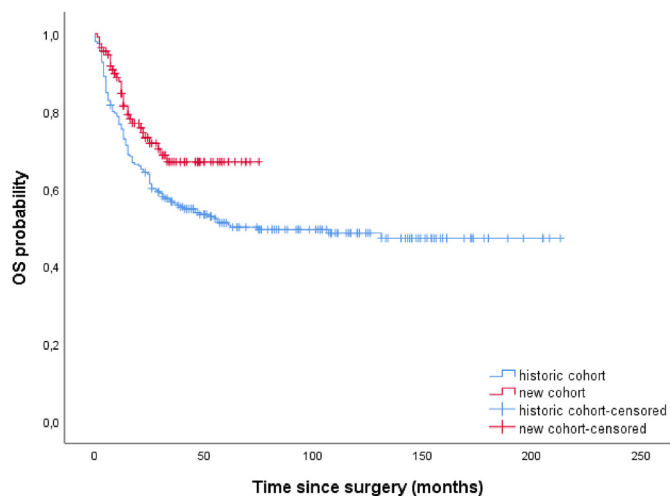 1,0
0,8
0,6
0,4
0,2
0,0
OS probability
historic cohort
new cohort
historic cohort-censored
new cohort-censored
0 50 100 150 200 250
Time since surgery (months)